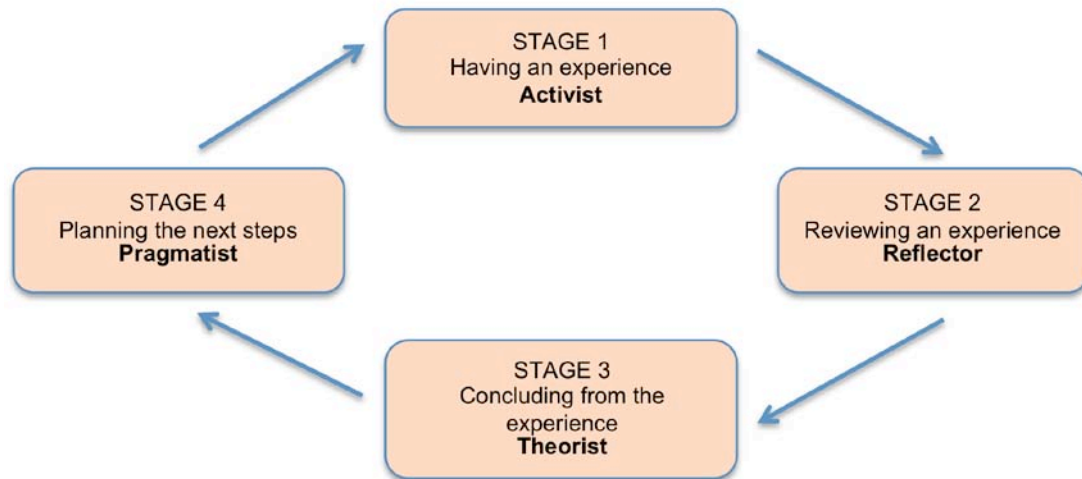 STAGE 1
Having an experience
Activist
STAGE 2
Reviewing an experience
Reflector
STAGE 3
Concluding from the
experience
Theorist
STAGE 4
Planning the next steps
Pragmatist